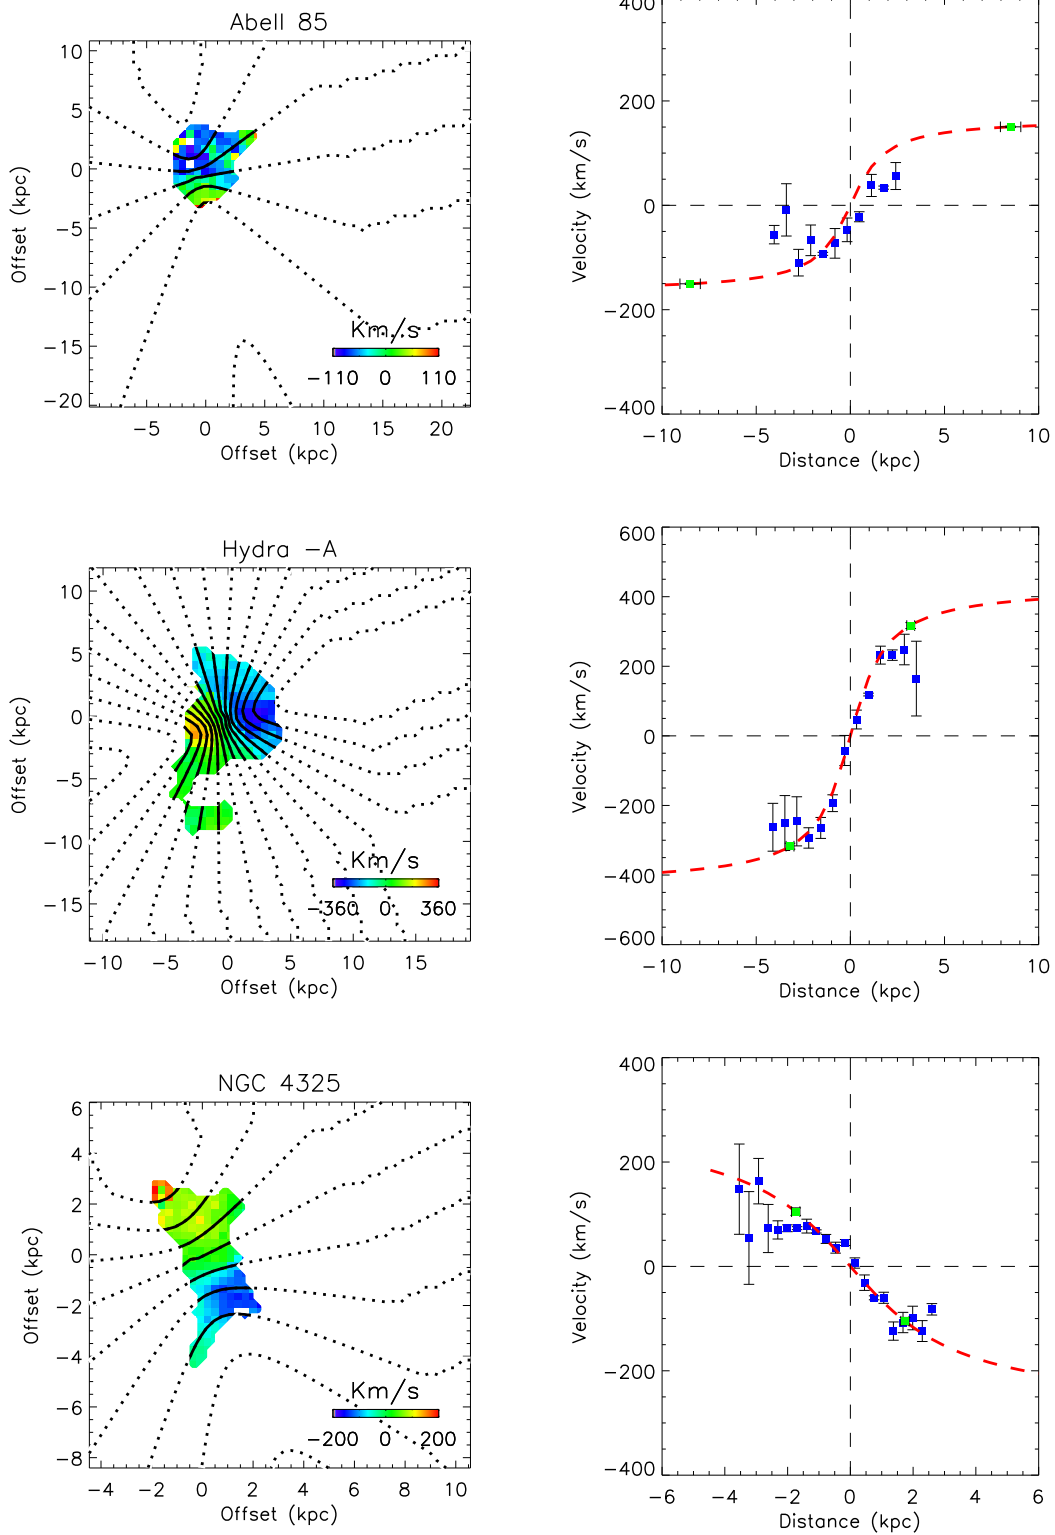 Abell 85
10
5
0
−5
−10
−15
−20
Offset (kpc)
Km/s
−110 0 110
−5 0 5 10 15 20
Offset (kpc)
400
200
0
−200
−400
Velocity (km/s)
−10 −5 0 5 10
Distance (kpc)
Hydra −A
10
5
0
−5
−10
−15
Offset (kpc)
Km/s
−360 0 360
−10 −5 0 5 10 15
Offset (kpc)
600
400
200
0
−200
−400
−600
Velocity (km/s)
−10 −5 0 5 10
Distance (kpc)
NGC 4325
6
4
2
0
−2
−4
−6
−8
Offset (kpc)
Km/s
−200 0 200
−4 −2 0 2 4 6 8 10
Offset (kpc)
400
200
0
−200
−400
Velocity (km/s)
−6 −4 −2 0 2 4 6
Distance (kpc)